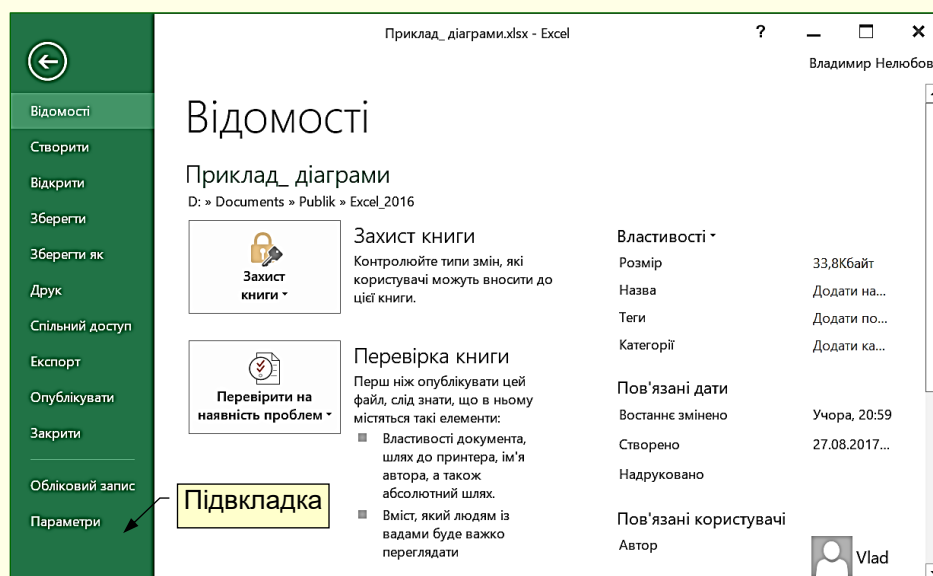 Приклад_ діаграми.xlsx - Excel
?
Владимир Нелюбов
Відомості
Створити
Відкрити
Зберегти
Зберегти як
Друк
Спільний доступ
Експорт
Опублікувати
Закрити
Обліковий запис
Параметри
Підвкладка
Відомості
Приклад_ діаграми
D: » Documents » Publik » Excel_2016
Захист
книги
Захист книги
Контролюйте типи змін, які
користувачі можуть вносити до
цієї книги.
Перевірити на
наявність проблем
Перевірка книги
Перш ніж опублікувати цей
файл, слід знати, що в ньому
містяться такі елементи:
Властивості документа,
шлях до принтера, ім'я
автора, а також
абсолютний шлях.
Вміст, який людям із
вадами буде важко
переглядати
Властивості
Розмір 33,8Кбайт
Назва Додати на...
Теги Додати по...
Категорії Додати ка...
Пов'язані дати
Востаннє змінено Учора, 20:59
Створено 27.08.2017...
Надруковано
Пов'язані користувачі
Автор
Vlad